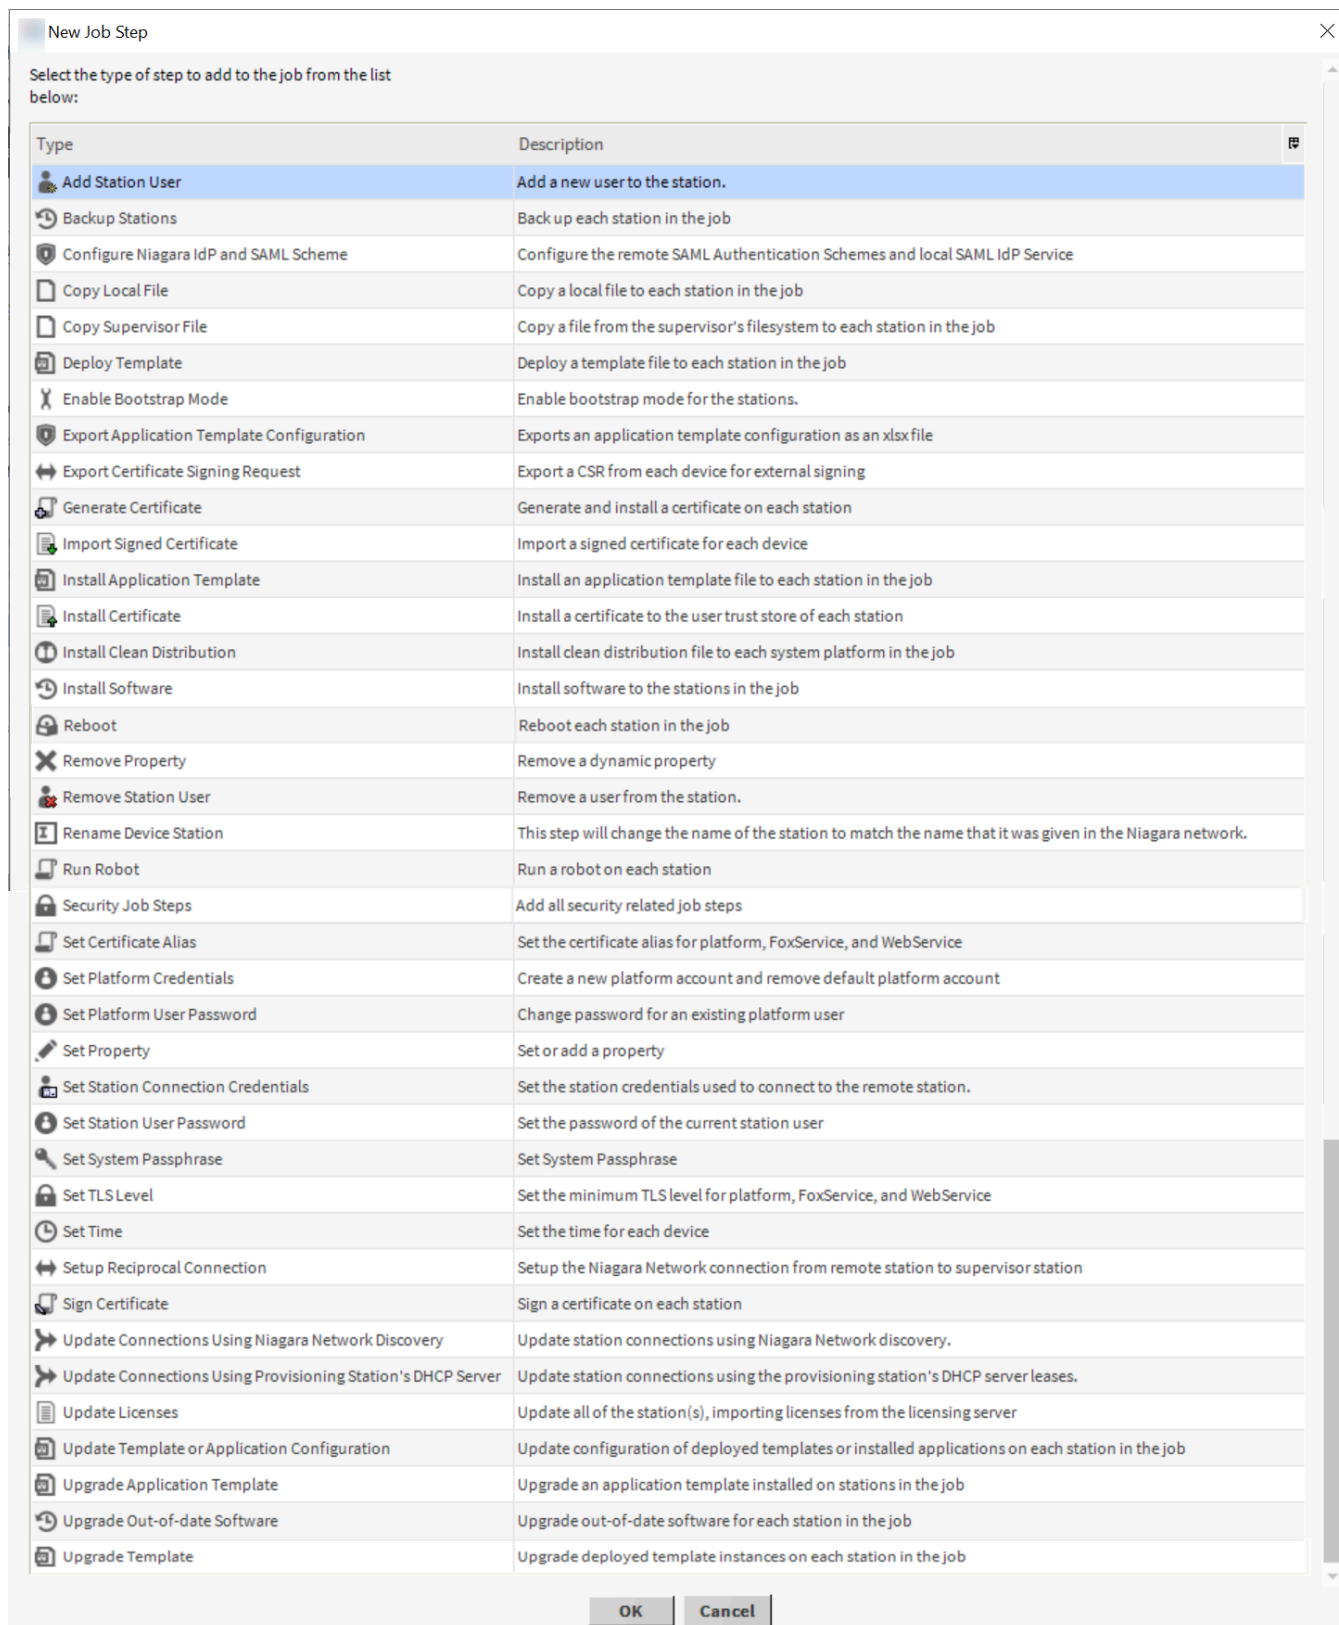 New Job Step
Select the type of step to add to the job from the list
below:
Type Description
Add Station User Add a new user to the station.
Backup Stations Back up each station in the job
Configure Niagara IdP and SAML Scheme Configure the remote SAML Authentication Schemes and local SAML IdP Service
Copy Local File Copy a local file to each station in the job
Copy Supervisor File Copy a file from the supervisor's filesystem to each station in the job
Deploy Template Deploy a template file to each station in the job
Enable Bootstrap Mode Enable bootstrap mode for the stations.
Export Application Template Configuration Exports an application template configuration as an xlsx file
Export Certificate Signing Request Export a CSR from each device for external signing
Generate Certificate Generate and install a certificate on each station
Import Signed Certificate Import a signed certificate for each device
Install Application Template Install an application template file to each station in the job
Install Certificate Install a certificate to the user trust store of each station
Install Clean Distribution Install clean distribution file to each system platform in the job
Install Software Install software to the stations in the job
Reboot Reboot each station in the job
Remove Property Remove a dynamic property
Remove Station User Remove a user from the station.
Rename Device Station This step will change the name of the station to match the name that it was given in the Niagara network.
Run Robot Run a robot on each station
Security Job Steps Add all security related job steps
Set Certificate Alias Set the certificate alias for platform, FoxService, and WebService
Set Platform Credentials Create a new platform account and remove default platform account
Set Platform User Password Change password for an existing platform user
Set Property Set or add a property
Set Station Connection Credentials Set the station credentials used to connect to the remote station.
Set Station User Password Set the password of the current station user
Set System Passphrase Set System Passphrase
Set TLS Level Set the minimum TLS level for platform, FoxService, and WebService
Set Time Set the time for each device
Setup Reciprocal Connection Setup the Niagara Network connection from remote station to supervisor station
Sign Certificate Sign a certificate on each station
Update Connections Using Niagara Network Discovery Update station connections using Niagara Network discovery.
Update Connections Using Provisioning Station's DHCP Server Update station connections using the provisioning station's DHCP server leases.
Update Licenses Update all of the station(s), importing licenses from the licensing server
Update Template or Application Configuration Update configuration of deployed templates or installed applications on each station in the job
Upgrade Application Template Upgrade an application template installed on stations in the job
Upgrade Out-of-date Software Upgrade out-of-date software for each station in the job
Upgrade Template Upgrade deployed template instances on each station in the job
OK Cancel